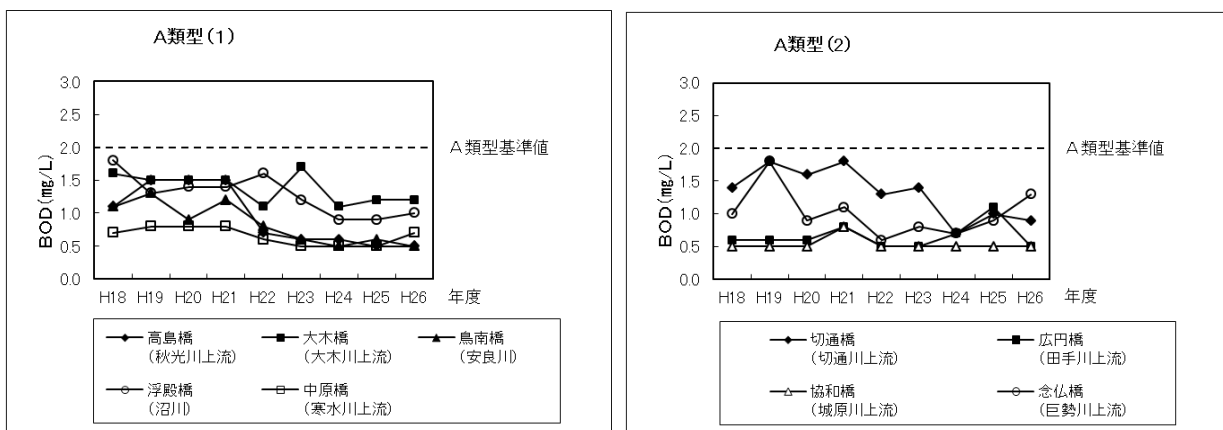 A類型(1)
3.0
2.5
2.0
1.5
1.0
0.5
0.0
BOD(㎎/L)
A類型基準値
H18 H19 H20 H21 H22 H23 H24 H25 H26 年度
高島橋 大木橋 鳥南橋
(秋光川上流) (大木川上流) (安良川)
浮殿橋 中原橋
(沼川) (寒水川上流)
A類型(2)
3.0
2.5
2.0
1.5
1.0
0.5
0.0
BOD(㎎/L)
A類型基準値
H18 H19 H20 H21 H22 H23 H24 H25 H26 年度
切通橋 広円橋
(切通川上流) (田手川上流)
協和橋 念仏橋
(城原川上流) (巨勢川上流)